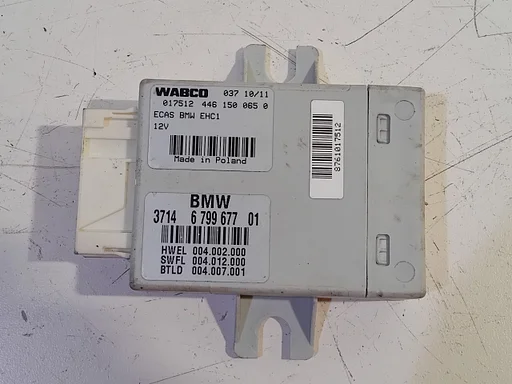 WABCO 037 10/11
017512 446 150 065 0
ECAS BMW EHC1
12V
Made in Poland
8761017512
BMW
3714 6 799 677 01
HWEL 004.002.000
SWFL 004.012.000
BTLD 004.007.001